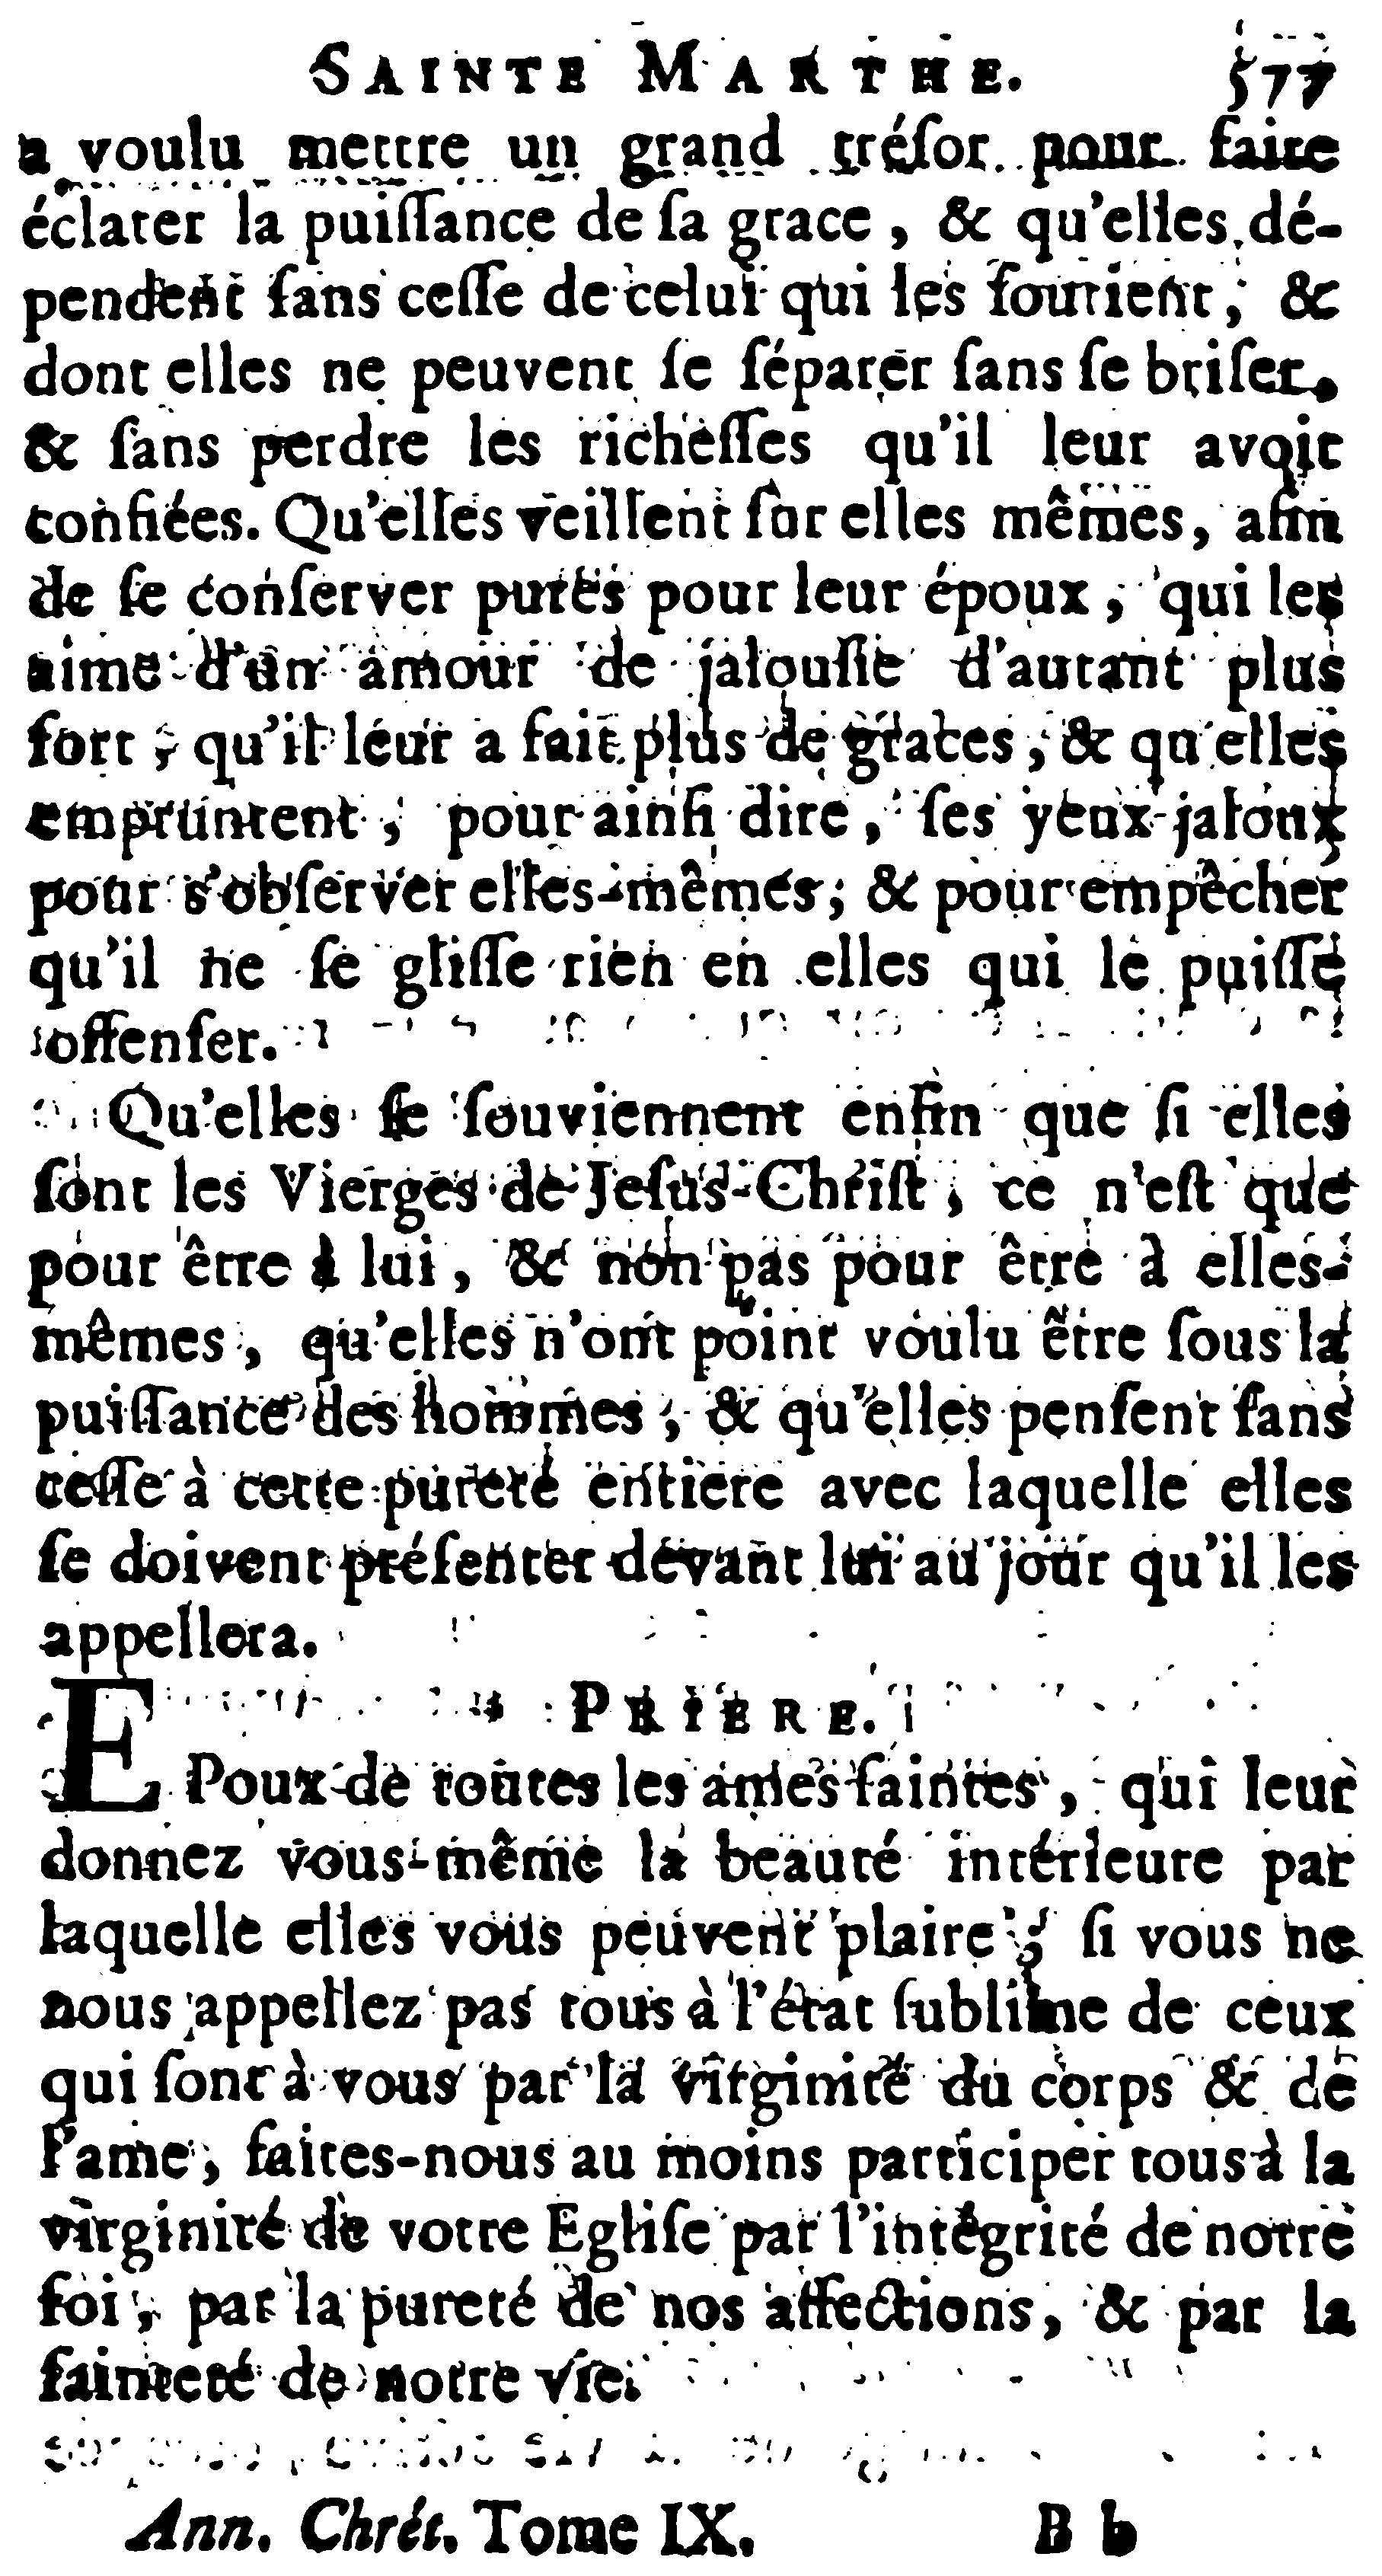 SAINTE MARTHE. 577
a voulu mettre un grand tréſor pour faire
éclater la puiſſance de ſa grace, & qu'elles dé-
pendent ſans ceſſe de celui qui les ſoutient, &
dont elles ne peuvent ſe ſéparer ſans ſe briſer,
& ſans perdre les richeſſes qu'il leur avoit
confiées. Qu'elles veillent ſur elles mêmes, afin
de ſe conſerver pures pour leur époux, qui les
aime d'un amour de jalouſie d'autant plus
fort, qu'il leur a fait plus de graces, & qu'elles
empruntent, pour ainſi dire, ſes yeux jaloux
pour s'obſerver elles-mêmes; & pour empêcher
qu'il ne ſe gliſſe rien en elles qui le puiſſe
offenſer.
Qu'elles ſe ſouviennent enfin que ſi elles
ſont les Vierges de Jeſus-Chriſt, ce n'eſt que
pour être à lui, & non pas pour être à elles-
mêmes, qu'elles n'ont point voulu être ſous la
puiſſance des hommes, & qu'elles penſent ſans
ceſſe à cette pureté entiere avec laquelle elles
ſe doivent préſenter devant lui au jour qu'il les
appellera.
PRIERE.
EPoux de toutes les ames ſaintes, qui leur
donnez vous-même la beauté intérieure par
laquelle elles vous peuvent plaire; ſi vous ne
nous appellez pas tous à l'état ſublime de ceux
qui ſont à vous par la virginité du corps & de
l'ame, faites-nous au moins participer tous à la
virginité de votre Egliſe par l'intégrité de notre
foi, par la pureté de nos affections, & par la
ſainteté de notre vie.
Ann. Chrét. Tome IX. B b